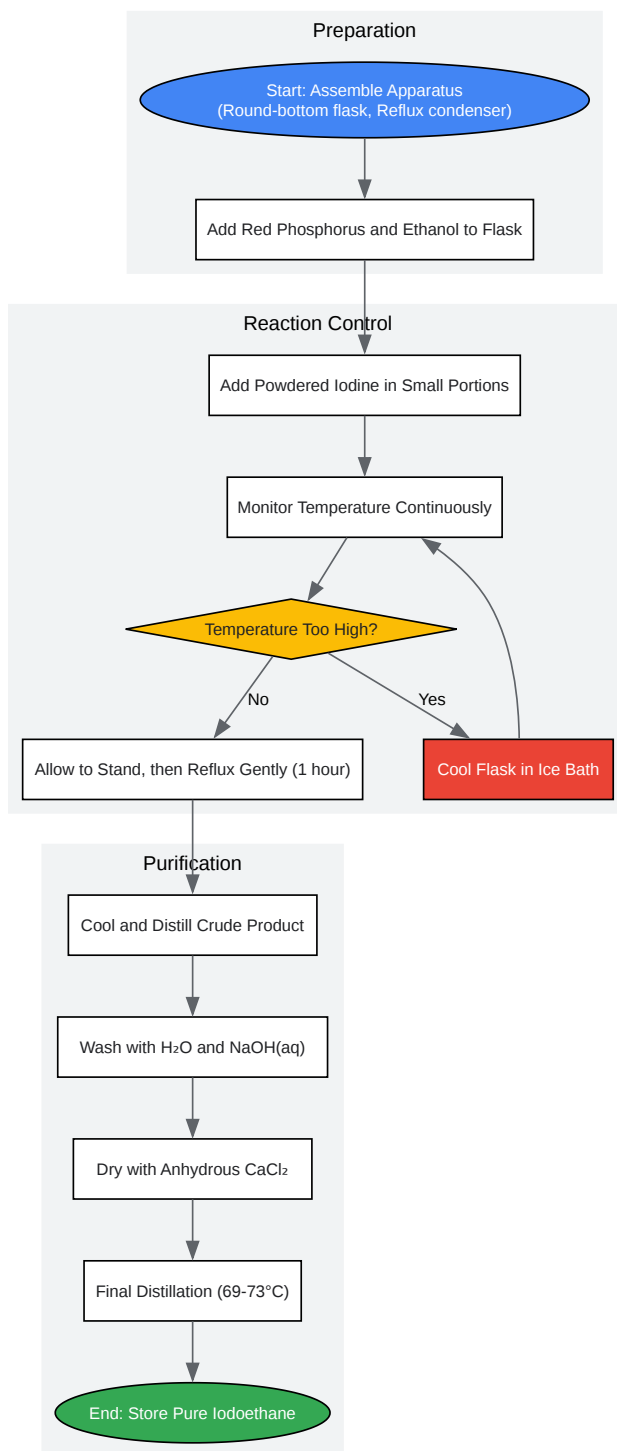 Preparation
Start: Assemble Apparatus
(Round-bottom flask, Reflux condenser)
Add Red Phosphorus and Ethanol to Flask
Reaction Control
Add Powdered Iodine in Small Portions
Monitor Temperature Continuously
Temperature Too High?
No
Yes
Allow to Stand, then Reflux Gently (1 hour)
Cool Flask in Ice Bath
Purification
Cool and Distill Crude Product
Wash with H₂O and NaOH(aq)
Dry with Anhydrous CaCl₂
Final Distillation (69-73°C)
End: Store Pure Iodoethane